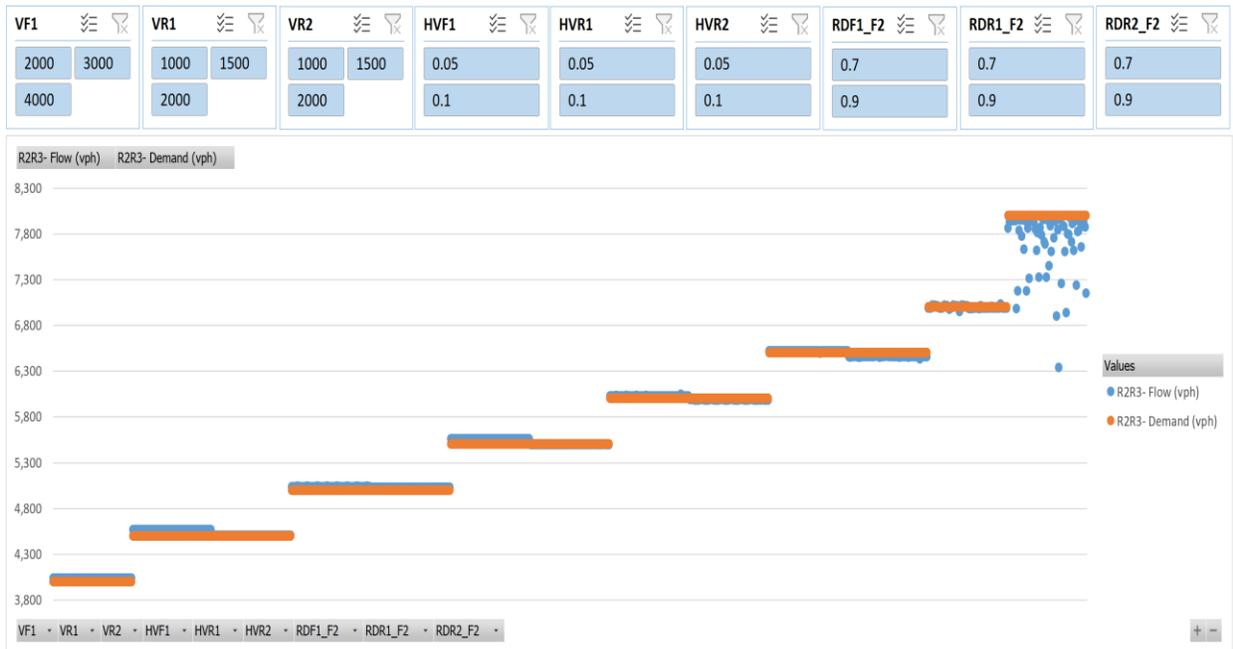 VF1 VR1 VR2 HVF1 HVR1 HVR2 RDF1_F2 RDR1_F2 RDR2_F2
2000 3000 1000 1500 1000 1500 0.05 0.05 0.05 0.7 0.7 0.7
4000 2000 2000 0.1 0.1 0.1 0.9 0.9 0.9
R2R3- Flow (vph) R2R3- Demand (vph)
8,300
7,800
7,300
6,800
6,300
5,800
5,300
4,800
4,300
3,800
Values
R2R3- Flow (vph)
R2R3- Demand (vph)
VF1 VR1 VR2 HVF1 HVR1 HVR2 RDF1_F2 RDR1_F2 RDR2_F2 + -